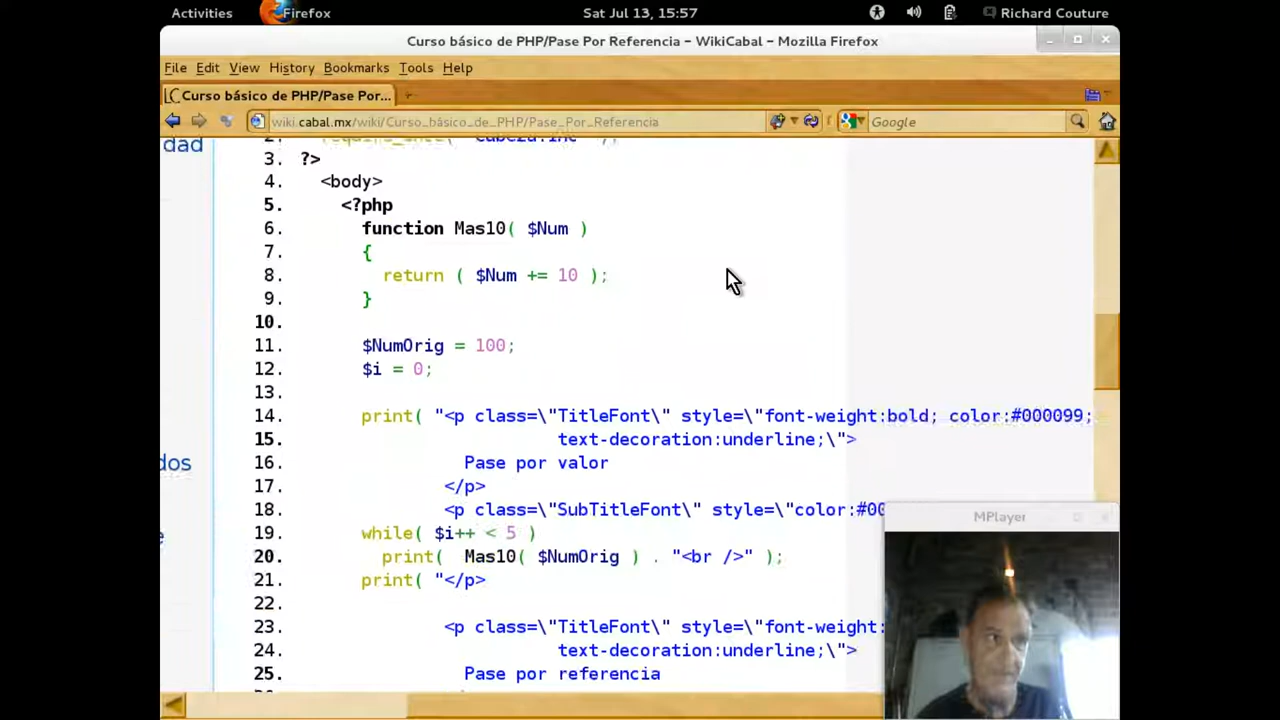 Activities Firefox Sat Jul 13, 15:57 Richard Couture
Curso básico de PHP/Pase Por Referencia – WikiCabal – Mozilla Firefox
File Edit View History Bookmarks Tools Help
Curso básico de PHP/Pase Por...
wiki.cabal.mx/wiki/Curso_básico_de_PHP/Pase_Por_Referencia Google
dad
3. ?>
4. <body>
5. <?php
6. function Mas10( $Num )
7. {
8. return ( $Num += 10 );
9. }
10.
11. $NumOrig = 100;
12. $i = 0;
13.
14. print( "<p class=\"TitleFont\" style=\"font-weight:bold; color:#000099;
15. text-decoration:underline;\">
dos
16. Pase por valor
17. </p>
18. <p class=\"SubTitleFont\" style=\"color:#00
MPlayer
19. while( $i++ < 5 )
20. print( Mas10( $NumOrig ) . "<br />" );
21. print( "</p>
22.
23. <p class=\"TitleFont\" style=\"font-weight:
24. text-decoration:underline;\">
25. Pase por referencia